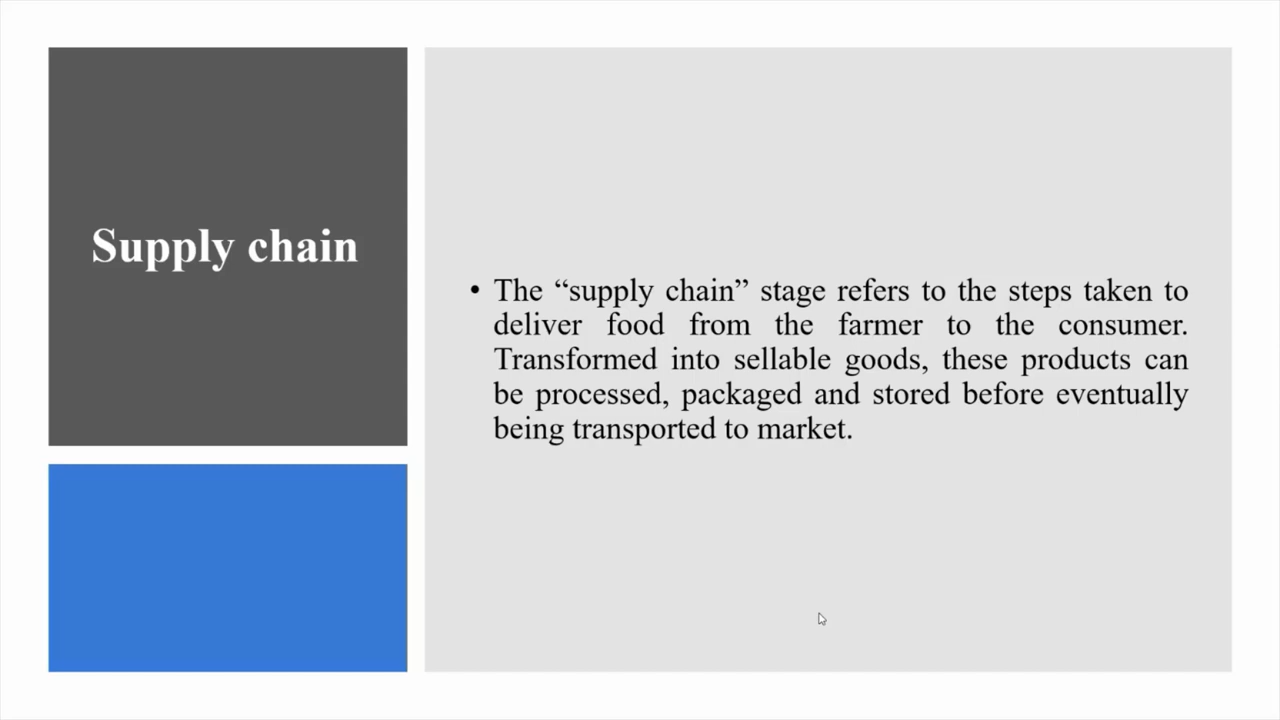 Supply chain
• The “supply chain” stage refers to the steps taken to
deliver food from the farmer to the consumer.
Transformed into sellable goods, these products can
be processed, packaged and stored before eventually
being transported to market.